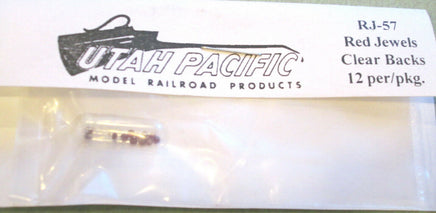 UTAH PACIFIC
MODEL RAILROAD PRODUCTS
RJ-57
Red Jewels
Clear Backs
12 per/pkg.